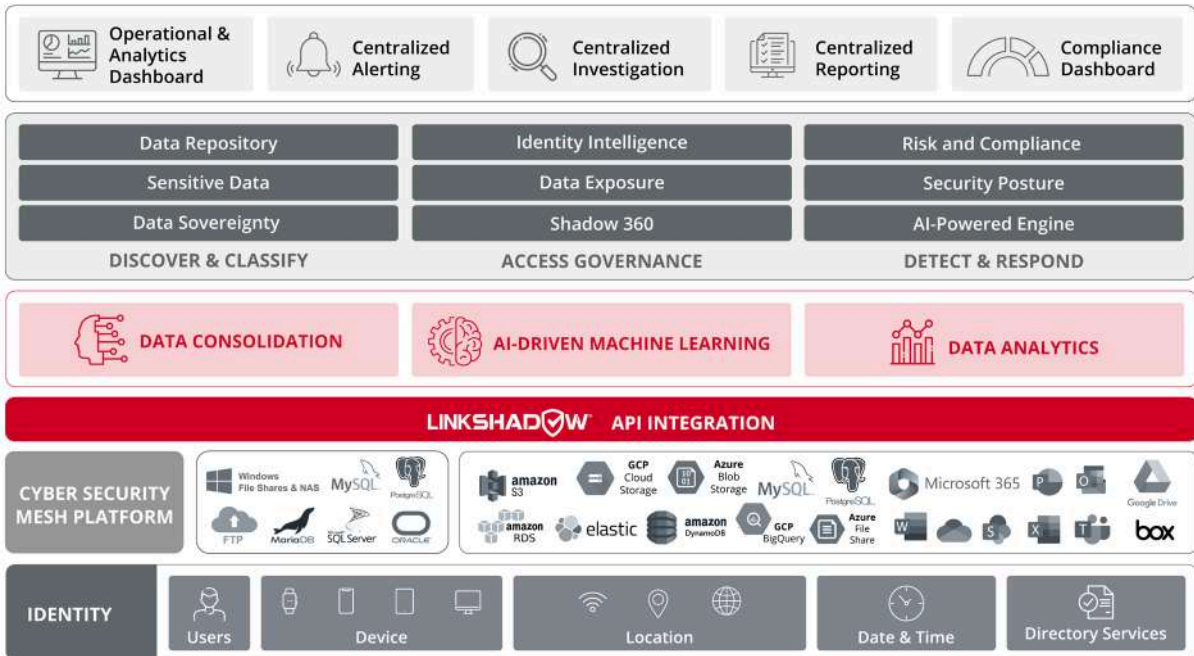 Operational &
Analytics
Dashboard
Centralized
Alerting
Centralized
Investigation
Centralized
Reporting
Compliance
Dashboard
Data Repository
Identity Intelligence
Risk and Compliance
Sensitive Data
Data Exposure
Security Posture
Data Sovereignty
Shadow 360
AI-Powered Engine
DISCOVER & CLASSIFY
ACCESS GOVERNANCE
DETECT & RESPOND
DATA CONSOLIDATION
AI-DRIVEN MACHINE LEARNING
DATA ANALYTICS
LINKSHADOW API INTEGRATION
CYBER SECURITY
MESH PLATFORM
Windows
File Shares & NAS
MySQL
PostgreSQL
FTP
MariaDB
SQL Server
ORACLE
amazon
S3
GCP
Cloud
Storage
10
01
Azure
Blob
Storage
MySQL
PostgreSQL
Microsoft 365
P
O
Google Drive
amazon
RDS
elastic
amazon
DynamoDB
GCP
BigQuery
Azure
File
Share
W
S
X
T
box
IDENTITY
Users
Device
Location
Date & Time
Directory Services